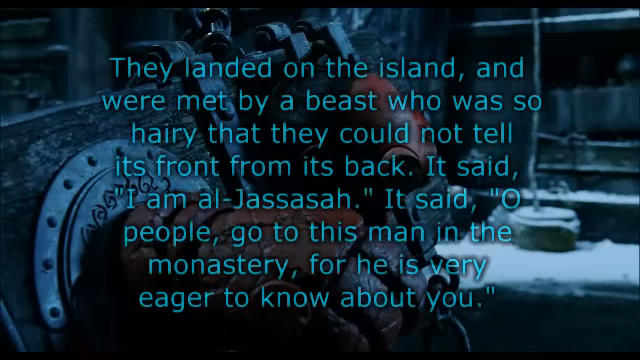 They landed on the island, and
were met by a beast who was so
hairy that they could not tell
its front from its back. It said,
"I am al-Jassasah." It said, "O
people, go to this man in the
monastery, for he is very
eager to know about you."